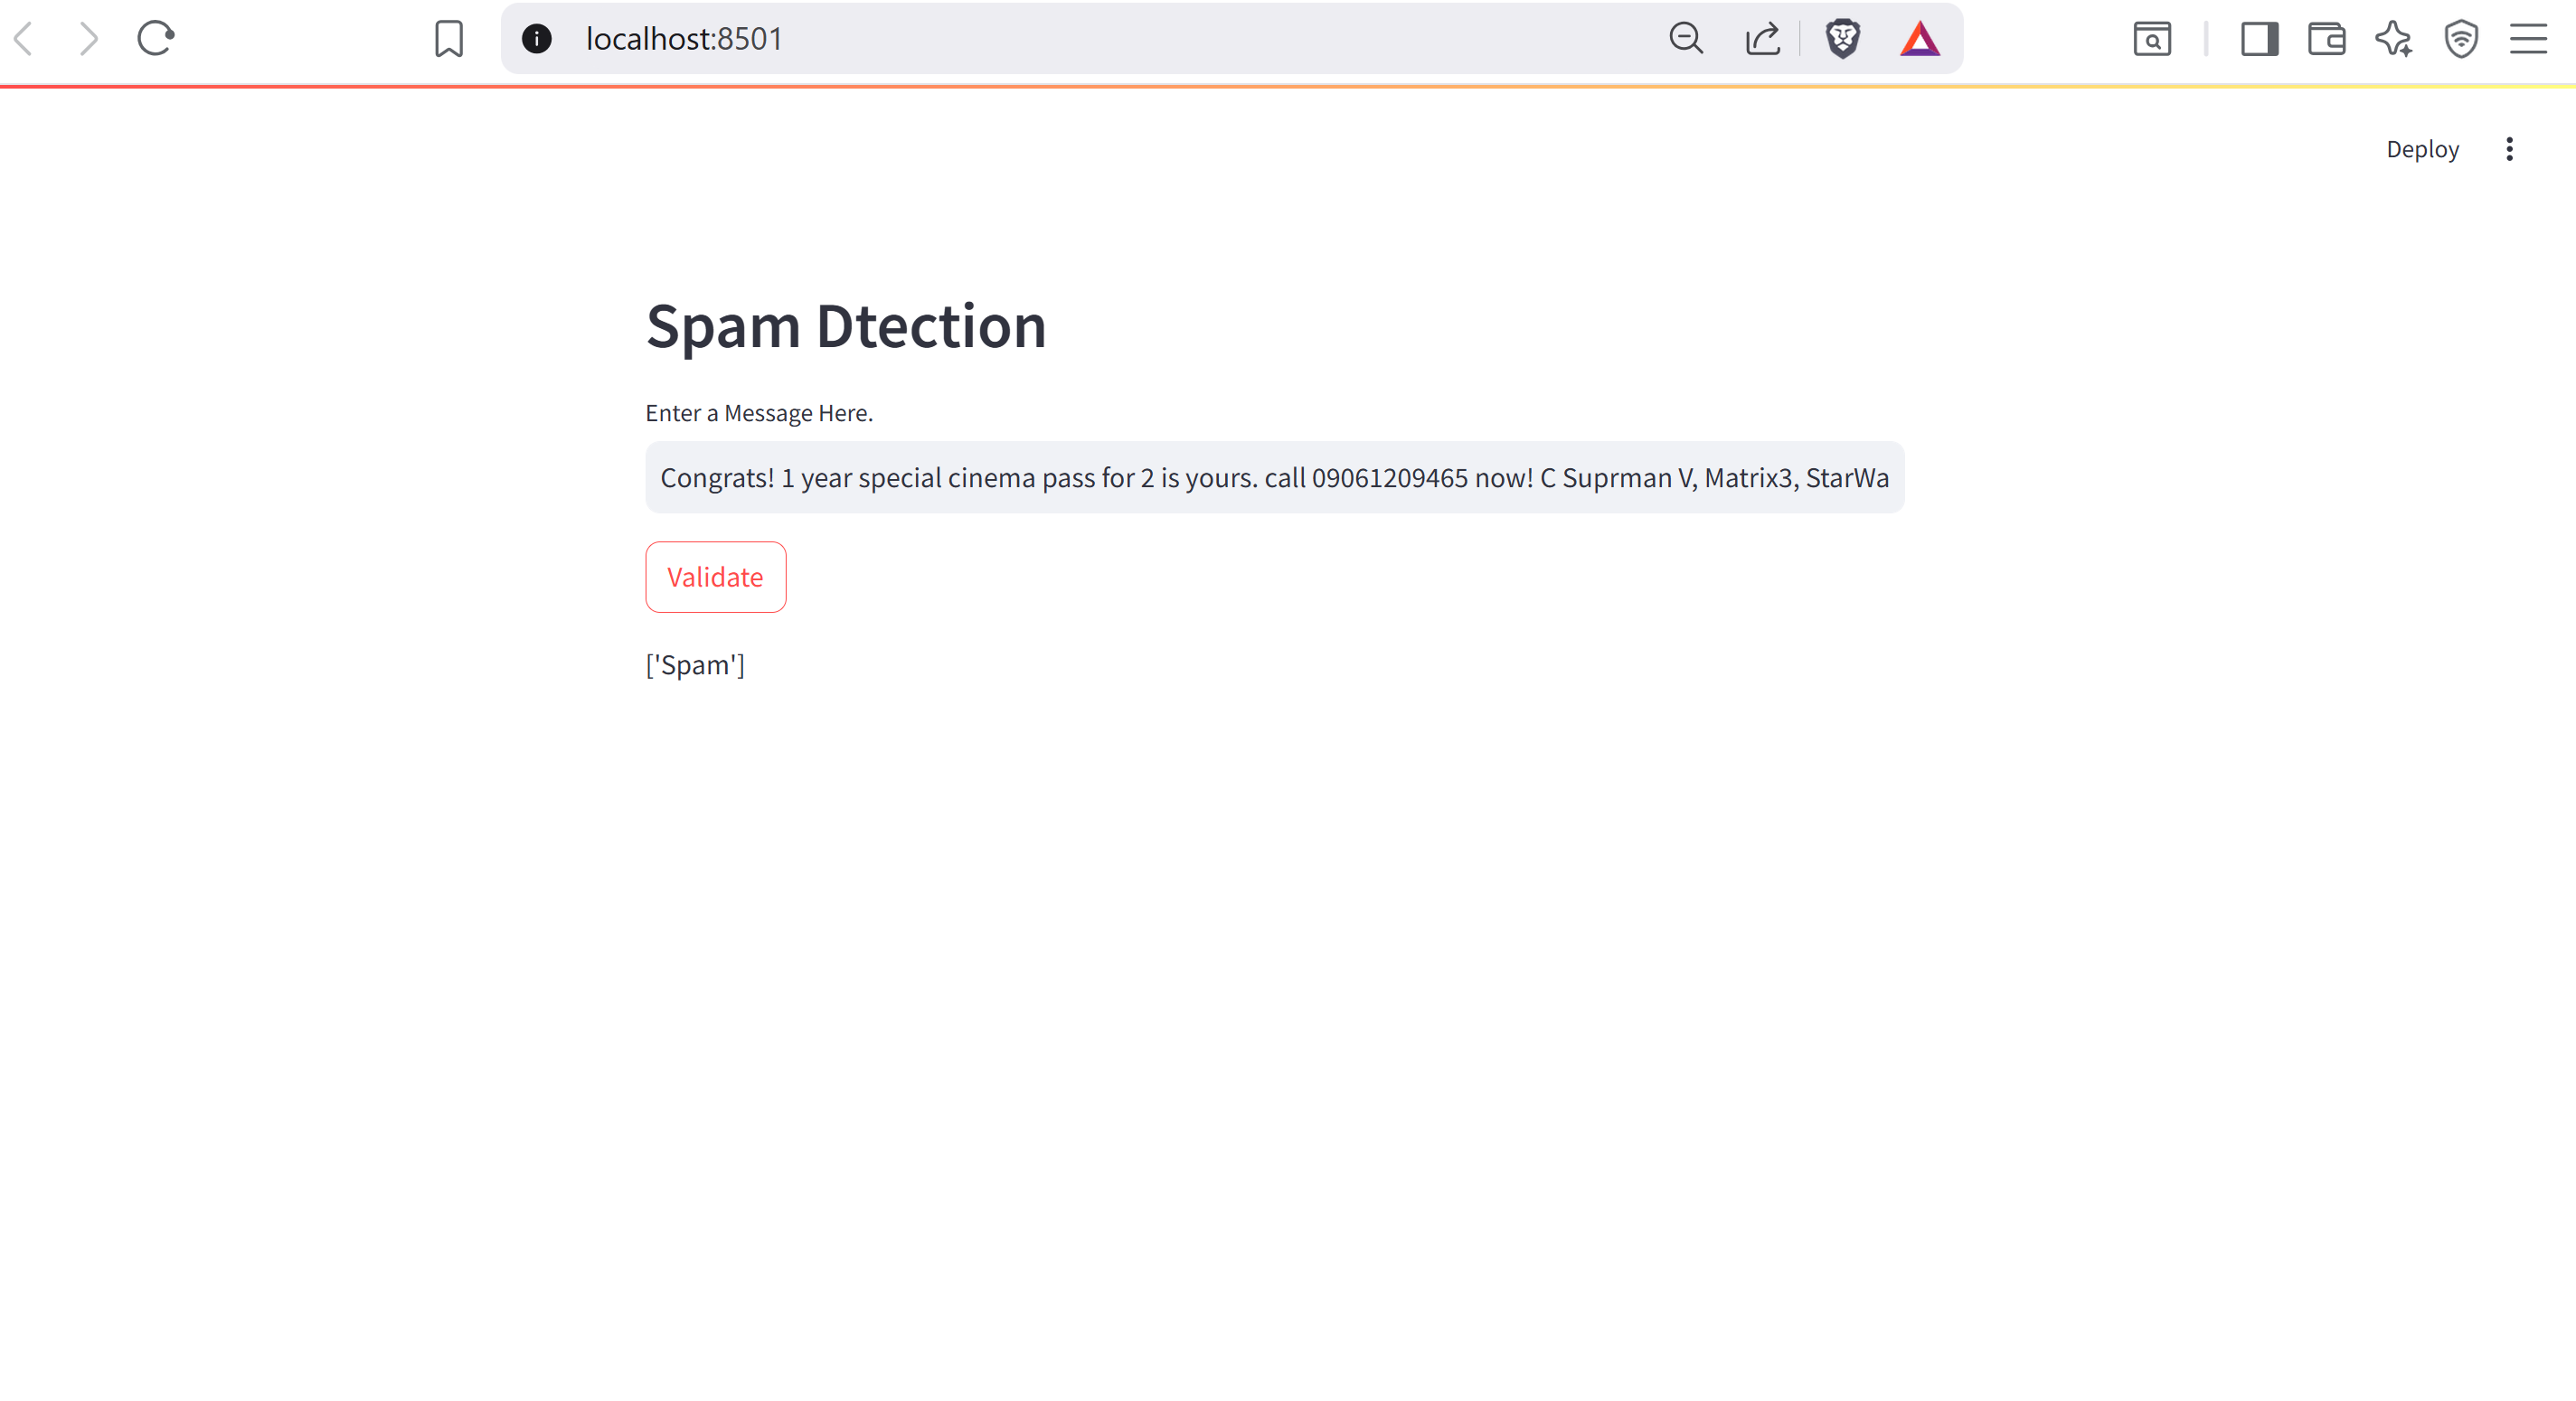 localhost:8501
Deploy
Spam Dtection
Enter a Message Here.
Congrats! 1 year special cinema pass for 2 is yours. call 09061209465 now! C Suprman V, Matrix3, StarWa
Validate
['Spam']